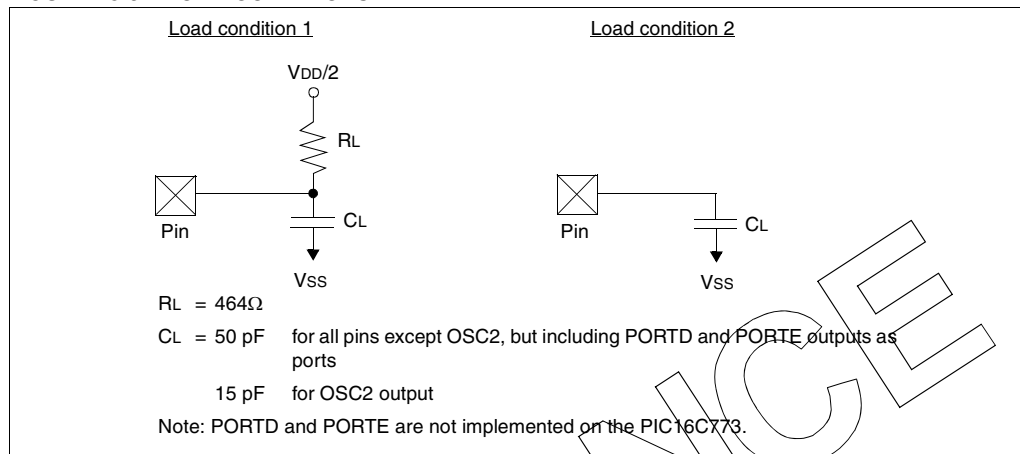 Load condition 1
Load condition 2
VDD/2
RL
CL
Pin
VSS
CL
Pin
VSS
RL = 464Ω
CL = 50 pF for all pins except OSC2, but including PORTD and PORTE outputs as
ports
15 pF for OSC2 output
Note: PORTD and PORTE are not implemented on the PIC16C773.
NCE